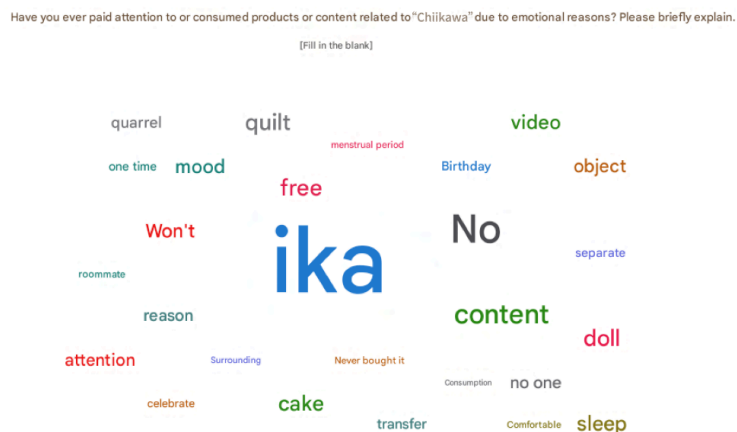 Have you ever paid attention to or consumed products or content related to“Chiikawa”due to emotional reasons? Please briefly explain.
[Fill in the blank]
quarrel quilt video
menstrual period
one time mood Birthday object
free
Won't ika No
separate
roommate
reason content
doll
attention Surrounding Never bought it
Consumption no one
celebrate cake
transfer Comfortable sleep